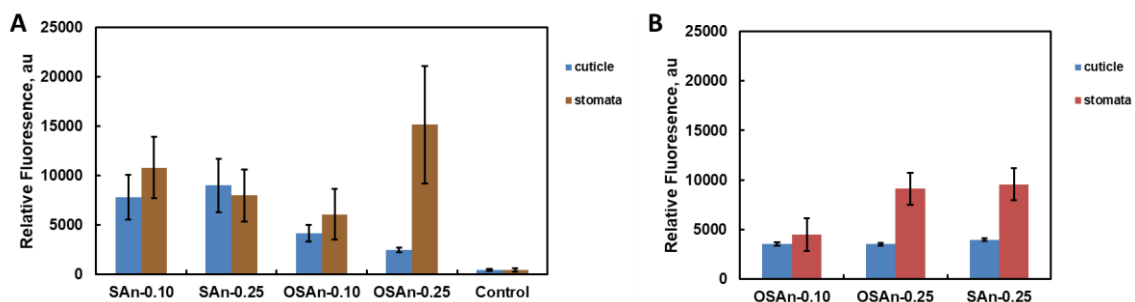 A
Relative Fluoresence, au
25000
20000
15000
10000
5000
0
SAn-0.10 SAn-0.25 OSAn-0.10 OSAn-0.25 Control
cuticle
stomata
B
Relative Fluoresence, au
25000
20000
15000
10000
5000
0
OSAn-0.10 OSAn-0.25 SAn-0.25
cuticle
stomata